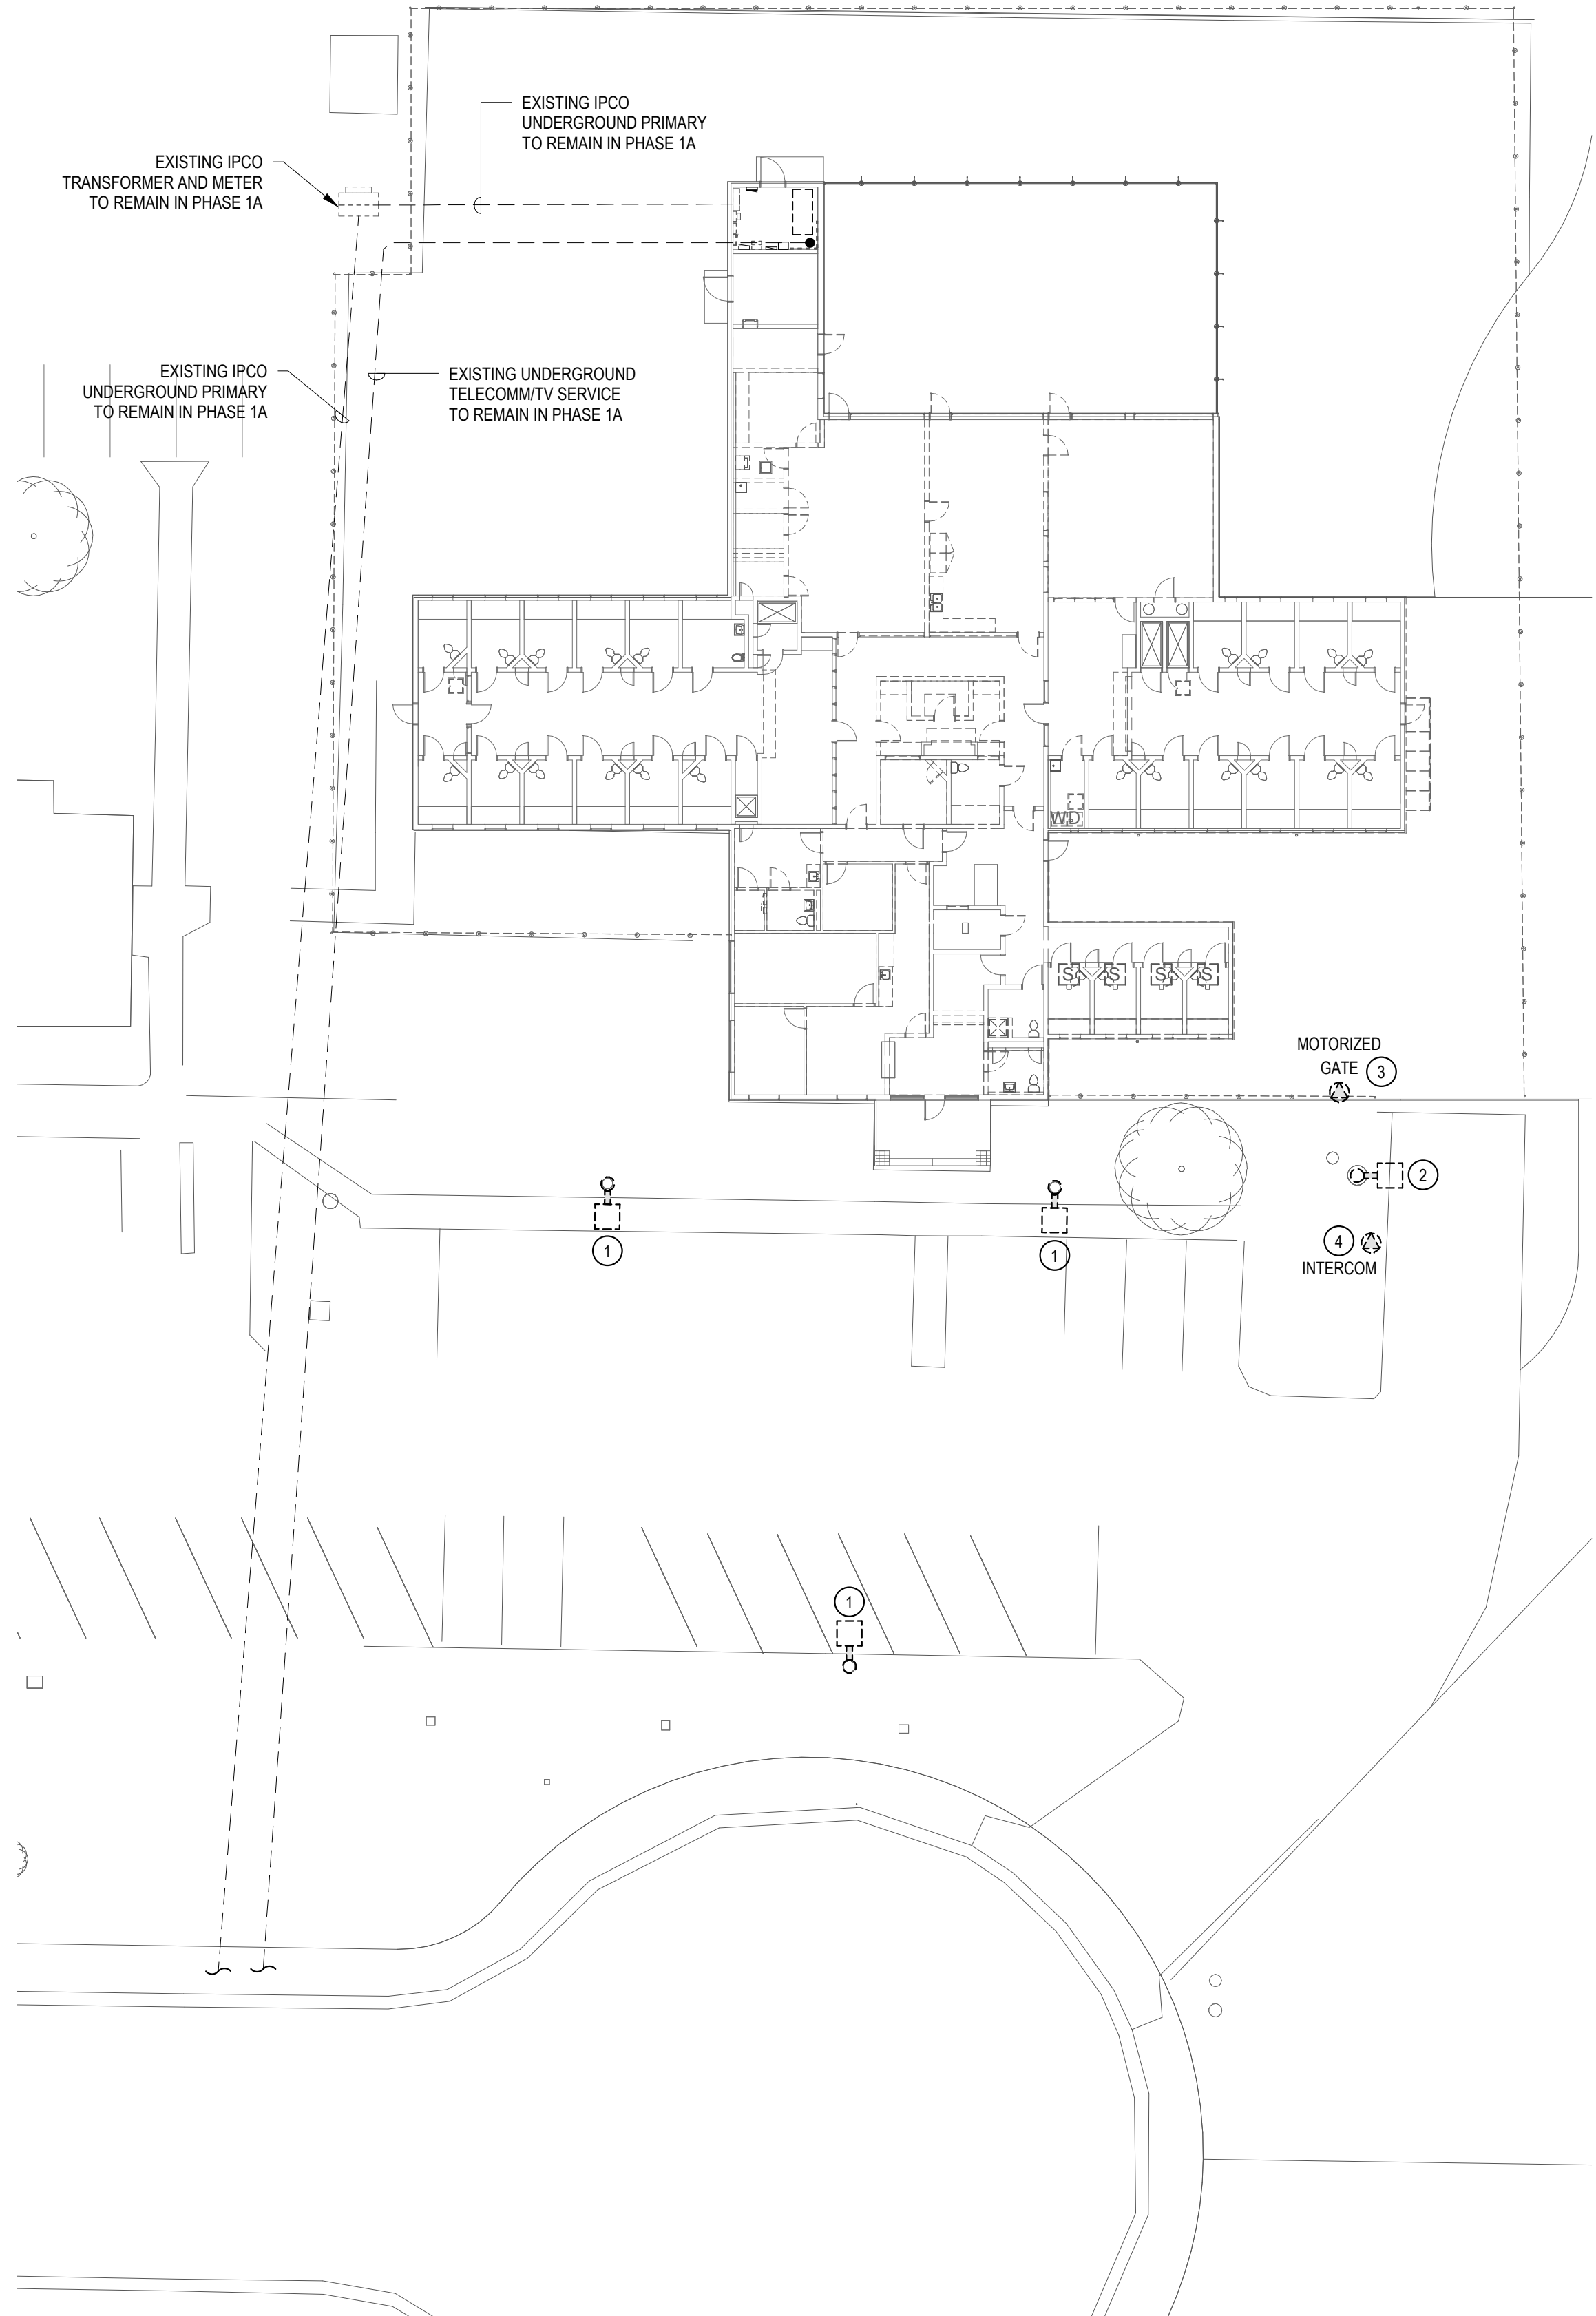 EXISTING IPCO
UNDERGROUND PRIMARY
TO REMAIN IN PHASE 1A
EXISTING IPCO
TRANSFORMER AND METER
TO REMAIN IN PHASE 1A
EXISTING IPCO
UNDERGROUND PRIMARY
TO REMAIN IN PHASE 1A
EXISTING UNDERGROUND
TELECOMM/TV SERVICE
TO REMAIN IN PHASE 1A
WD
S S S S
MOTORIZED
GATE 3
2
4
INTERCOM
1
1
1